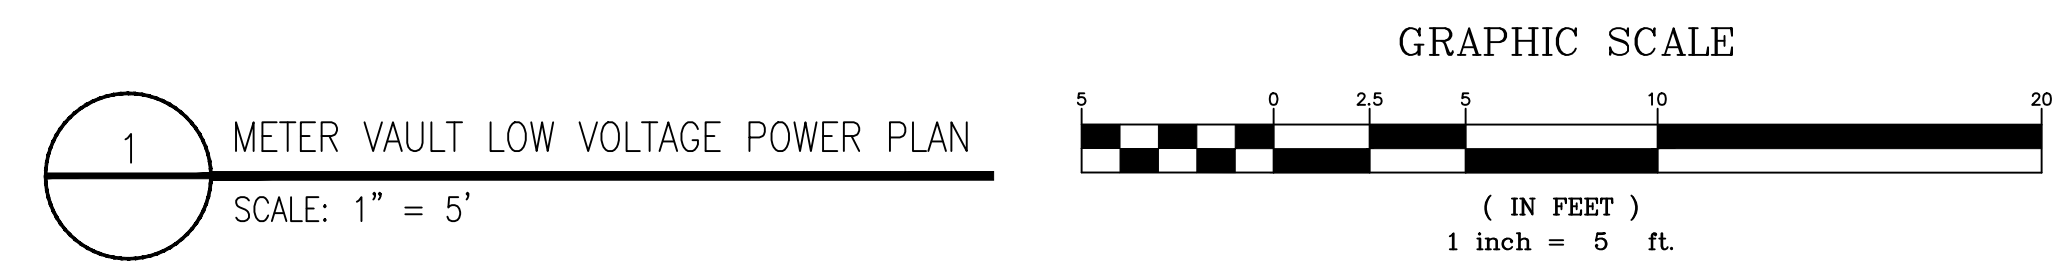 1
METER VAULT LOW VOLTAGE POWER PLAN
SCALE: 1" = 5'
GRAPHIC SCALE
5 0 2.5 5 10 20
( IN FEET )
1 inch = 5 ft.